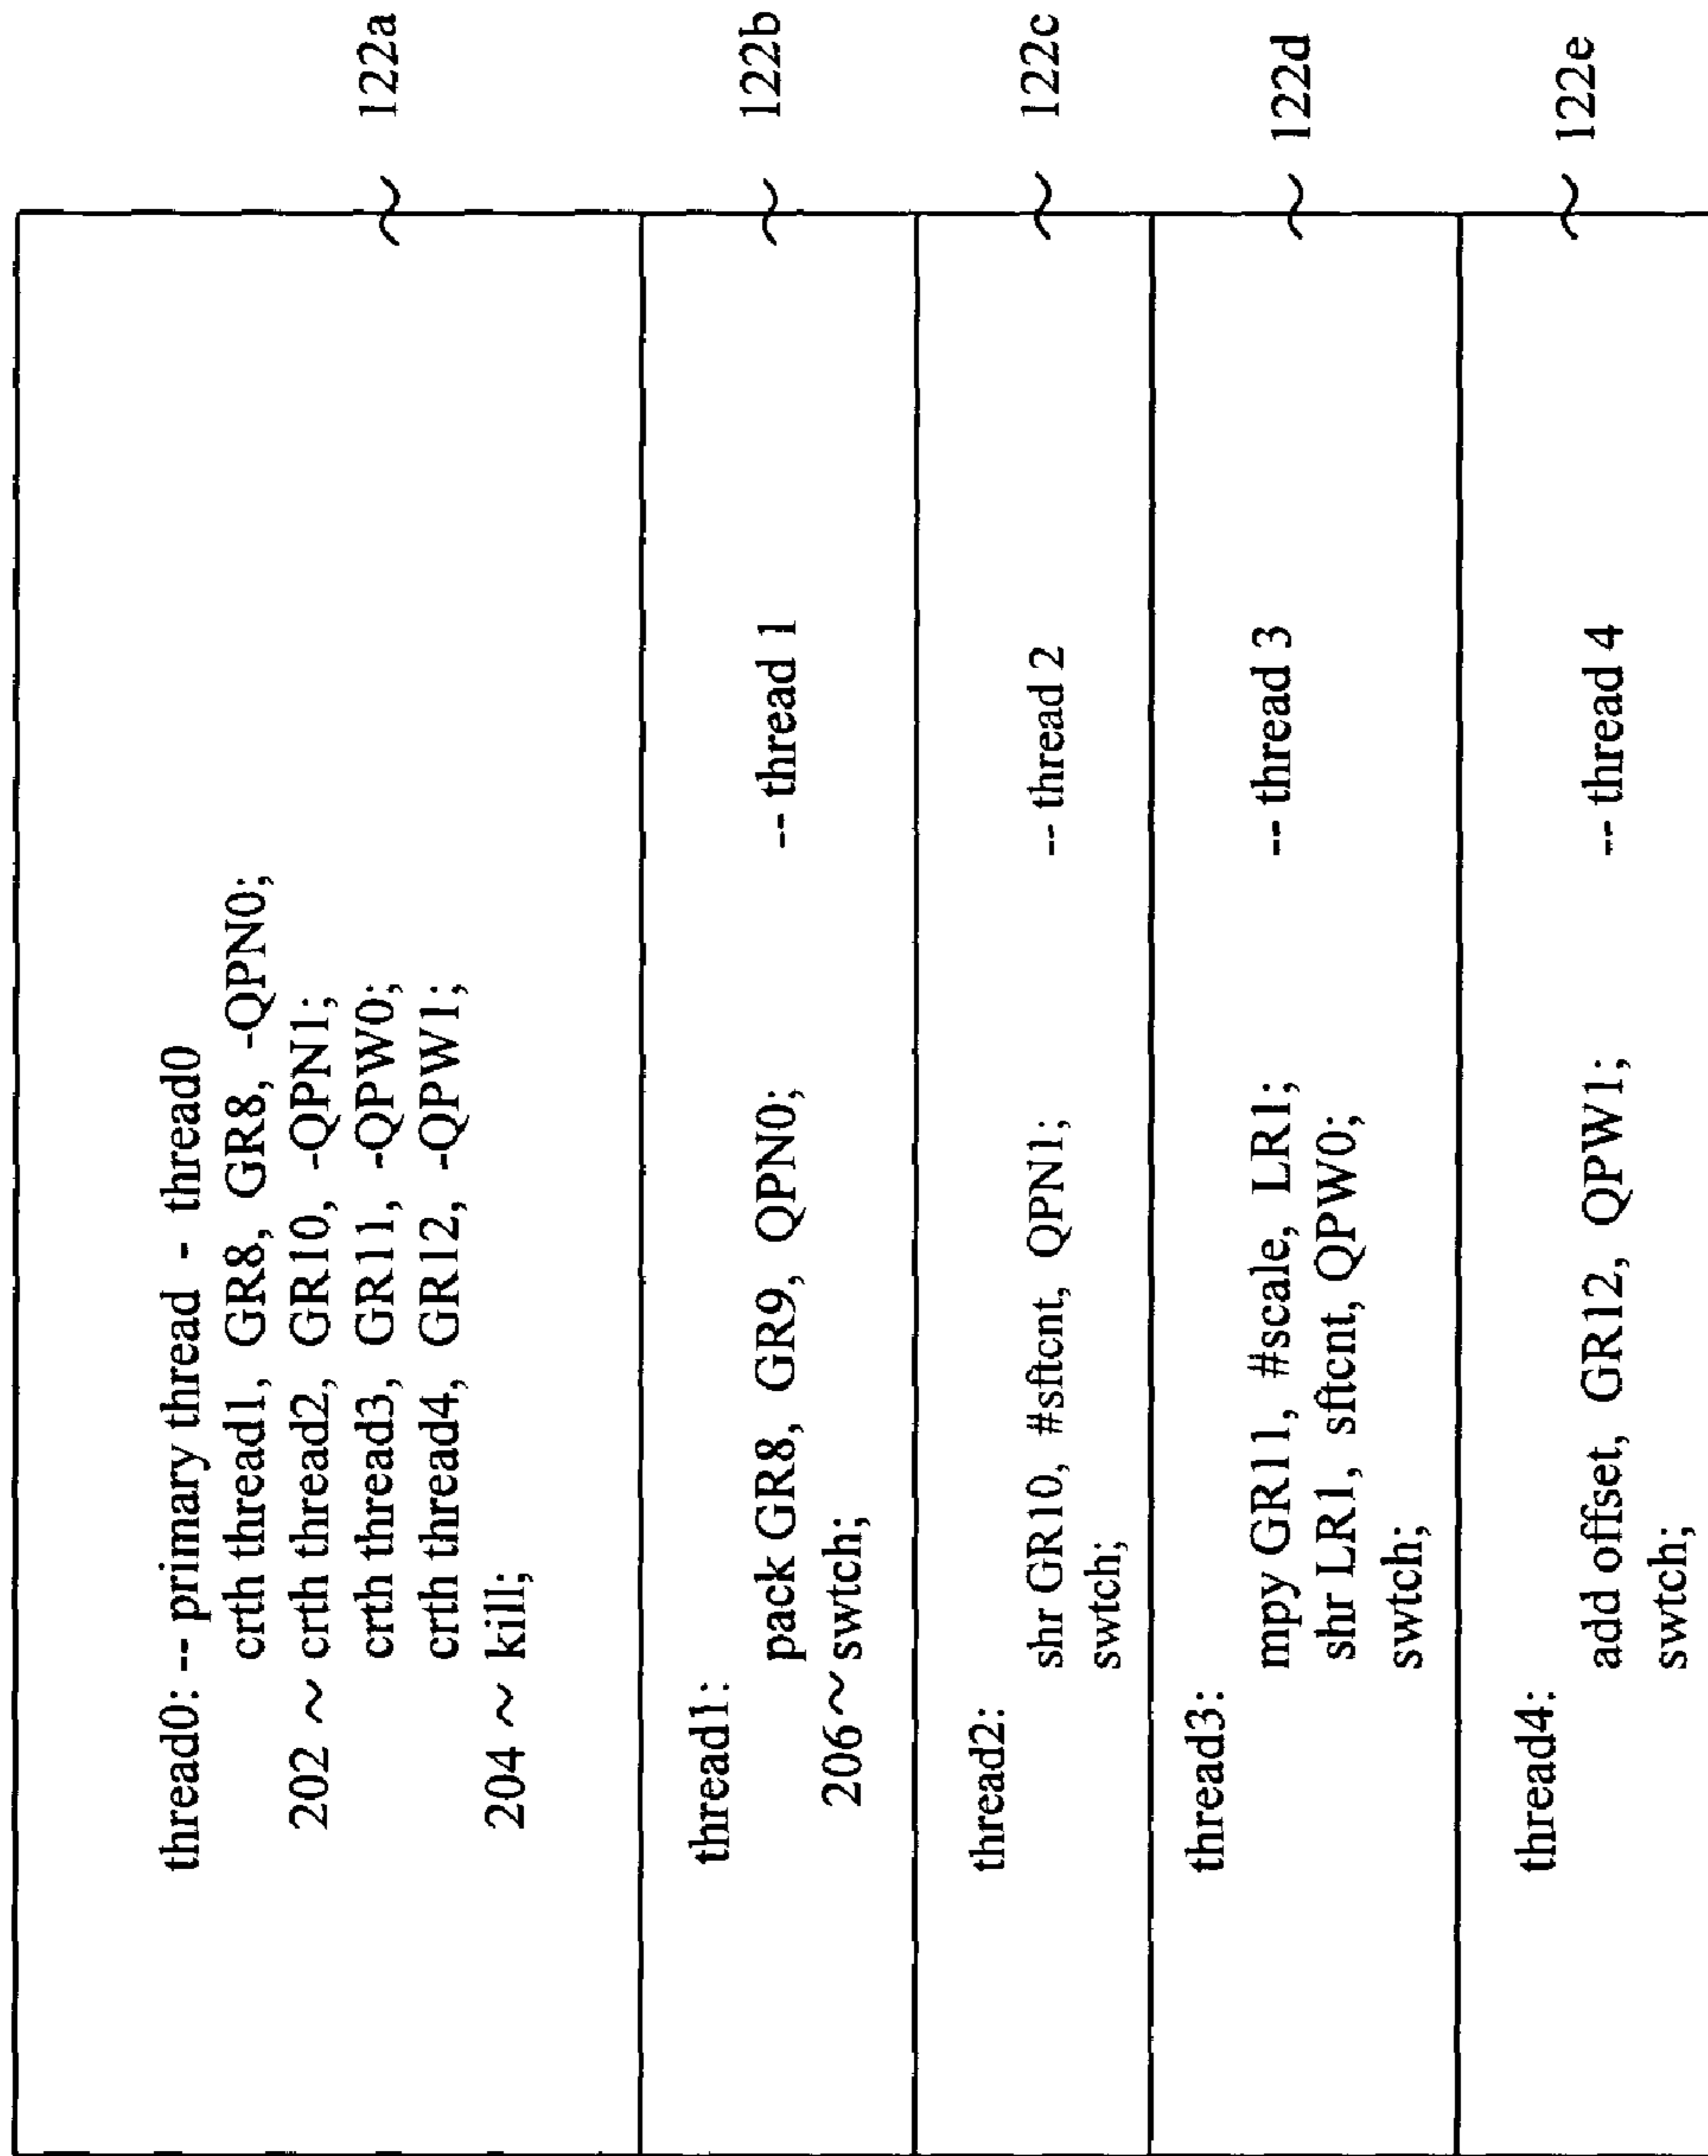 thread0: -- primary thread - thread0
crth thread1, GR8, GR8, -QPN0;
202 ~ crth thread2, GR10, -QPN1;
crth thread3, GR11, -QPW0;
crth thread4, GR12, -QPW1;
204 ~ kill;
122a
thread1:
pack GR8, GR9, QPN0; -- thread 1
206 ~ swtch;
122b
thread2:
shr GR10, #sftcnt, QPN1; -- thread 2
swtch;
122c
thread3:
mpy GR11, #scale, LR1; -- thread 3
shr LR1, sftcnt, QPW0;
swtch;
122d
thread4:
add offset, GR12, QPW1; -- thread 4
swtch;
122e